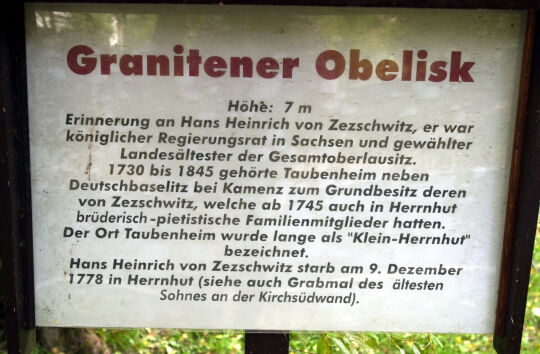 Granitener Obelisk
Höhe: 7 m
Erinnerung an Hans Heinrich von Zezschwitz, er war
königlicher Regierungsrat in Sachsen und gewählter
Landesältester der Gesamtoberlausitz.
1730 bis 1845 gehörte Taubenheim neben
Deutschbaselitz bei Kamenz zum Grundbesitz deren
von Zezschwitz, welche ab 1745 auch in Herrnhut
brüderisch-pietistische Familienmitglieder hatten.
Der Ort Taubenheim wurde lange als "Klein-Herrnhut"
bezeichnet.
Hans Heinrich von Zezschwitz starb am 9. Dezember
1778 in Herrnhut (siehe auch Grabmal des ältesten
Sohnes an der Kirchsüdwand).